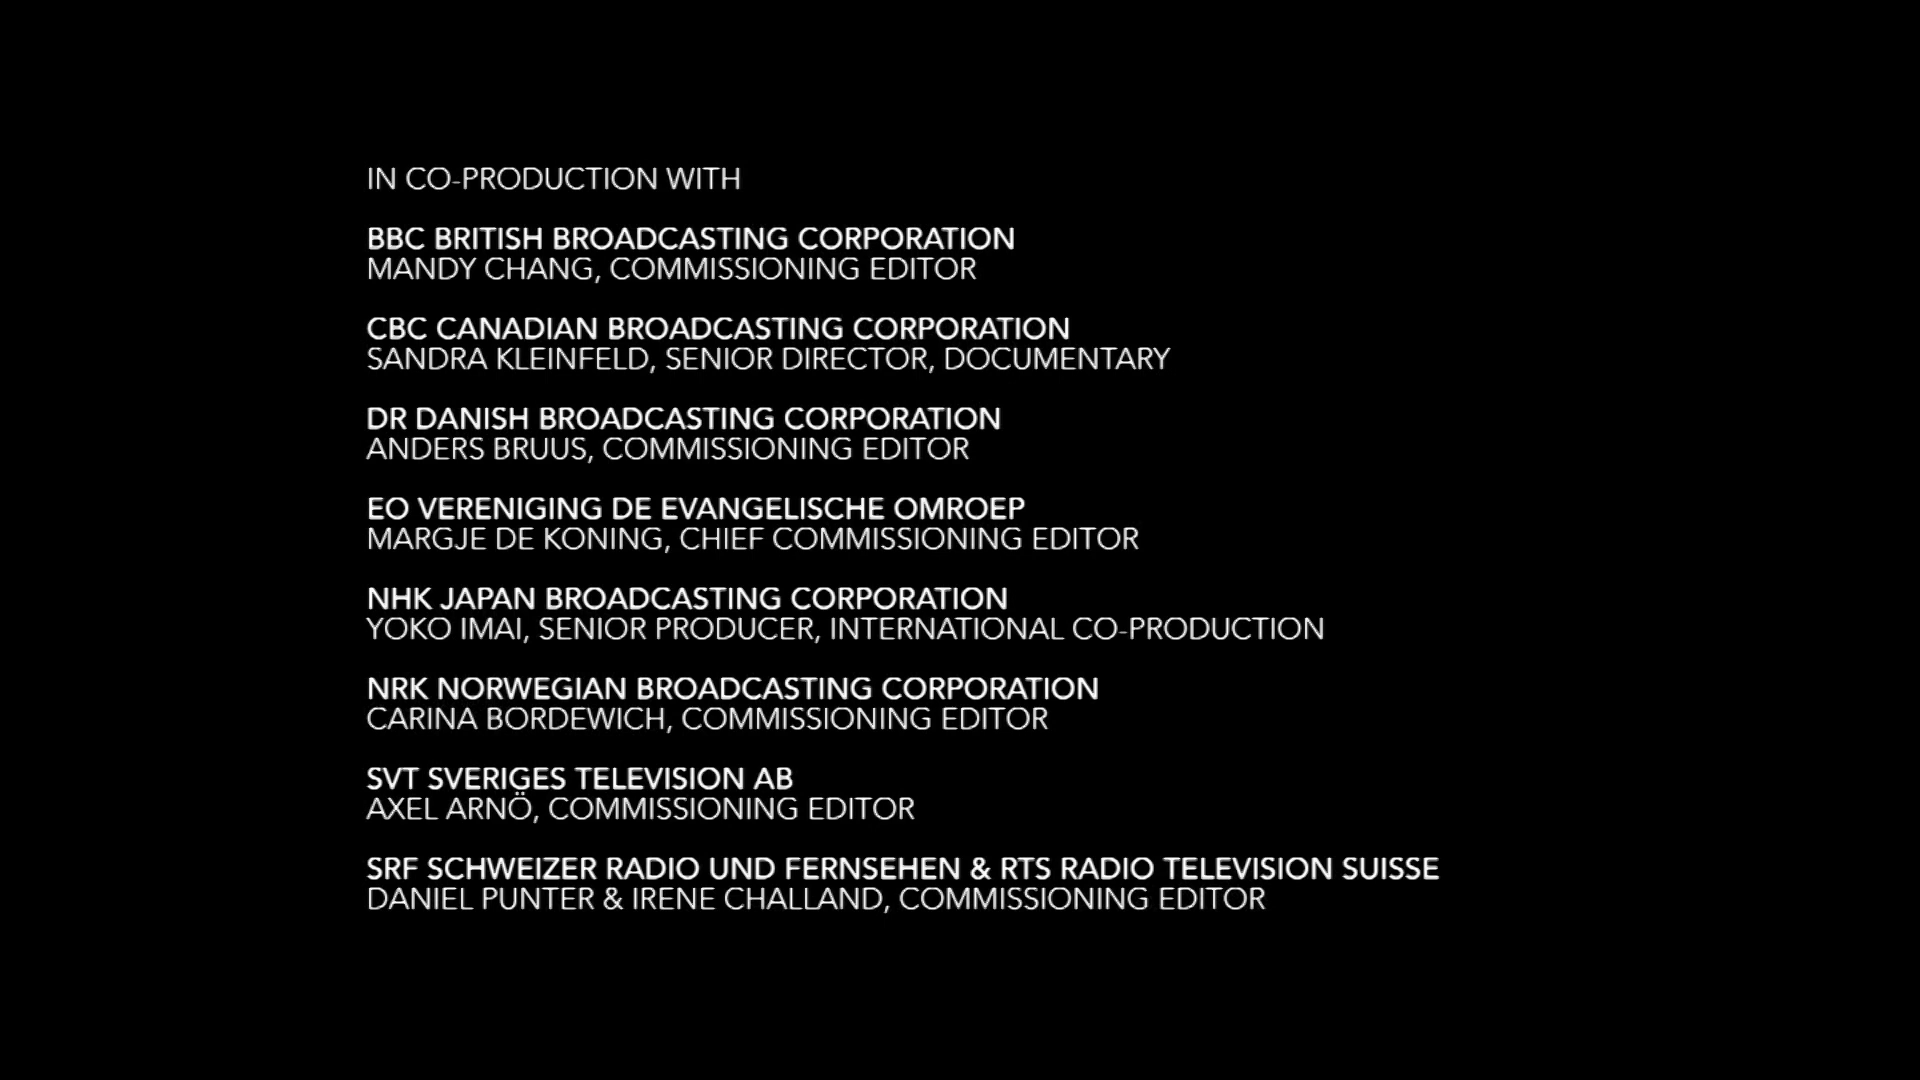 IN CO-PRODUCTION WITH
BBC BRITISH BROADCASTING CORPORATION
MANDY CHANG, COMMISSIONING EDITOR
CBC CANADIAN BROADCASTING CORPORATION
SANDRA KLEINFELD, SENIOR DIRECTOR, DOCUMENTARY
DR DANISH BROADCASTING CORPORATION
ANDERS BRUUS, COMMISSIONING EDITOR
EO VERENIGING DE EVANGELISCHE OMROEP
MARGJE DE KONING, CHIEF COMMISSIONING EDITOR
NHK JAPAN BROADCASTING CORPORATION
YOKO IMAI, SENIOR PRODUCER, INTERNATIONAL CO-PRODUCTION
NRK NORWEGIAN BROADCASTING CORPORATION
CARINA BORDEWICH, COMMISSIONING EDITOR
SVT SVERIGES TELEVISION AB
AXEL ARNÖ, COMMISSIONING EDITOR
SRF SCHWEIZER RADIO UND FERNSEHEN & RTS RADIO TELEVISION SUISSE
DANIEL PUNTER & IRENE CHALLAND, COMMISSIONING EDITOR